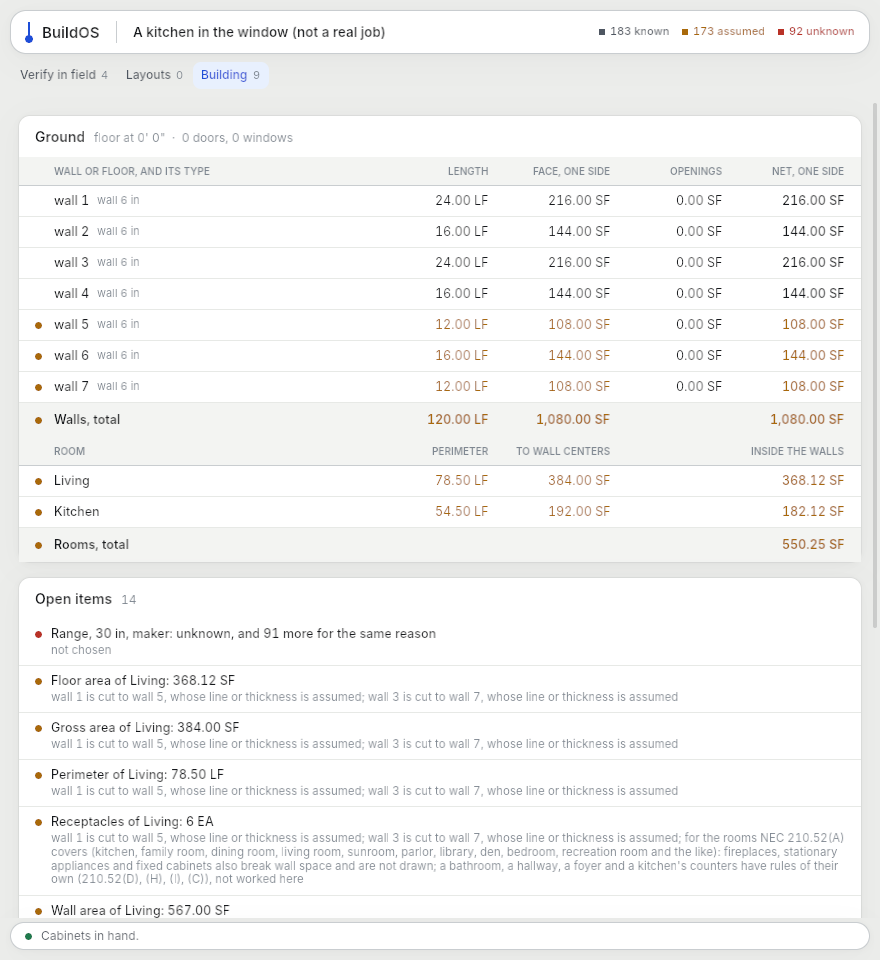 BuildOS
A kitchen in the window (not a real job)
183 known
173 assumed
92 unknown
Verify in field 4
Layouts 0
Building 9
Ground floor at 0' 0" · 0 doors, 0 windows
WALL OR FLOOR, AND ITS TYPE LENGTH FACE, ONE SIDE OPENINGS NET, ONE SIDE
wall 1 wall 6 in 24.00 LF 216.00 SF 0.00 SF 216.00 SF
wall 2 wall 6 in 16.00 LF 144.00 SF 0.00 SF 144.00 SF
wall 3 wall 6 in 24.00 LF 216.00 SF 0.00 SF 216.00 SF
wall 4 wall 6 in 16.00 LF 144.00 SF 0.00 SF 144.00 SF
wall 5 wall 6 in 12.00 LF 108.00 SF 0.00 SF 108.00 SF
wall 6 wall 6 in 16.00 LF 144.00 SF 0.00 SF 144.00 SF
wall 7 wall 6 in 12.00 LF 108.00 SF 0.00 SF 108.00 SF
Walls, total 120.00 LF 1,080.00 SF 1,080.00 SF
ROOM PERIMETER TO WALL CENTERS INSIDE THE WALLS
Living 78.50 LF 384.00 SF 368.12 SF
Kitchen 54.50 LF 192.00 SF 182.12 SF
Rooms, total 550.25 SF
Open items 14
Range, 30 in, maker: unknown, and 91 more for the same reason
not chosen
Floor area of Living: 368.12 SF
wall 1 is cut to wall 5, whose line or thickness is assumed; wall 3 is cut to wall 7, whose line or thickness is assumed
Gross area of Living: 384.00 SF
wall 1 is cut to wall 5, whose line or thickness is assumed; wall 3 is cut to wall 7, whose line or thickness is assumed
Perimeter of Living: 78.50 LF
wall 1 is cut to wall 5, whose line or thickness is assumed; wall 3 is cut to wall 7, whose line or thickness is assumed
Receptacles of Living: 6 EA
wall 1 is cut to wall 5, whose line or thickness is assumed; wall 3 is cut to wall 7, whose line or thickness is assumed; for the rooms NEC 210.52(A)
covers (kitchen, family room, dining room, living room, sunroom, parlor, library, den, bedroom, recreation room and the like): fireplaces, stationary
appliances and fixed cabinets also break wall space and are not drawn; a bathroom, a hallway, a foyer and a kitchen's counters have rules of their
own (210.52(D), (H), (I), (C)), not worked here
Wall area of Living: 567.00 SF
Cabinets in hand.